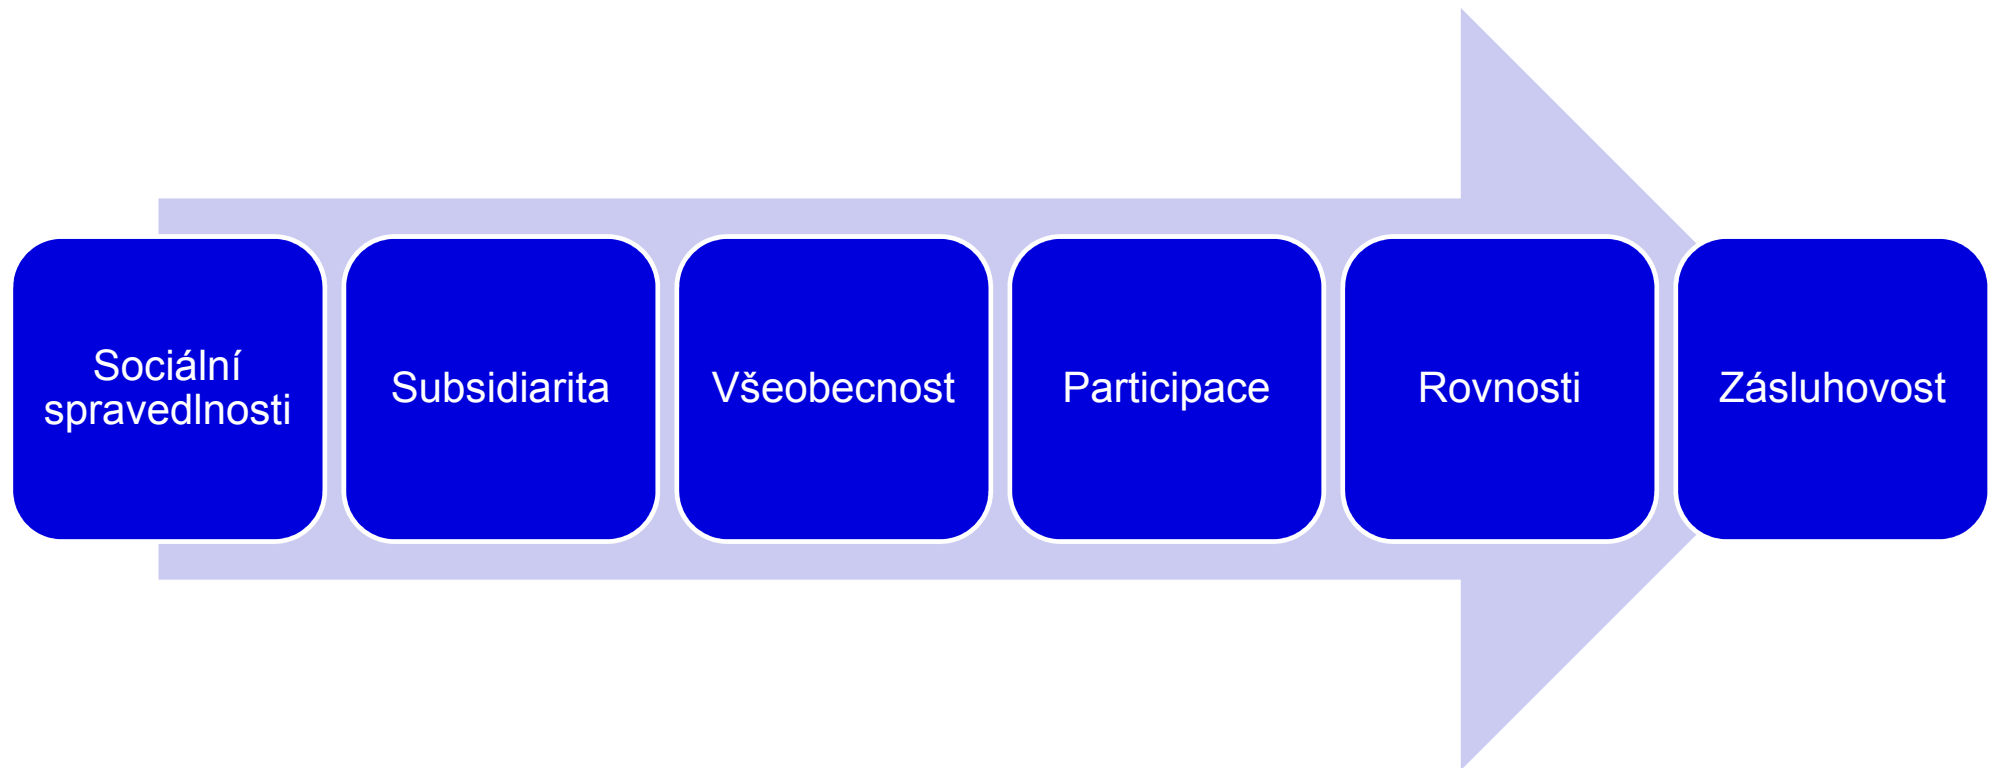 Sociální
spravedlnosti
Subsidiarita
Všeobecnost
Participace
Rovnosti
Zásluhovost